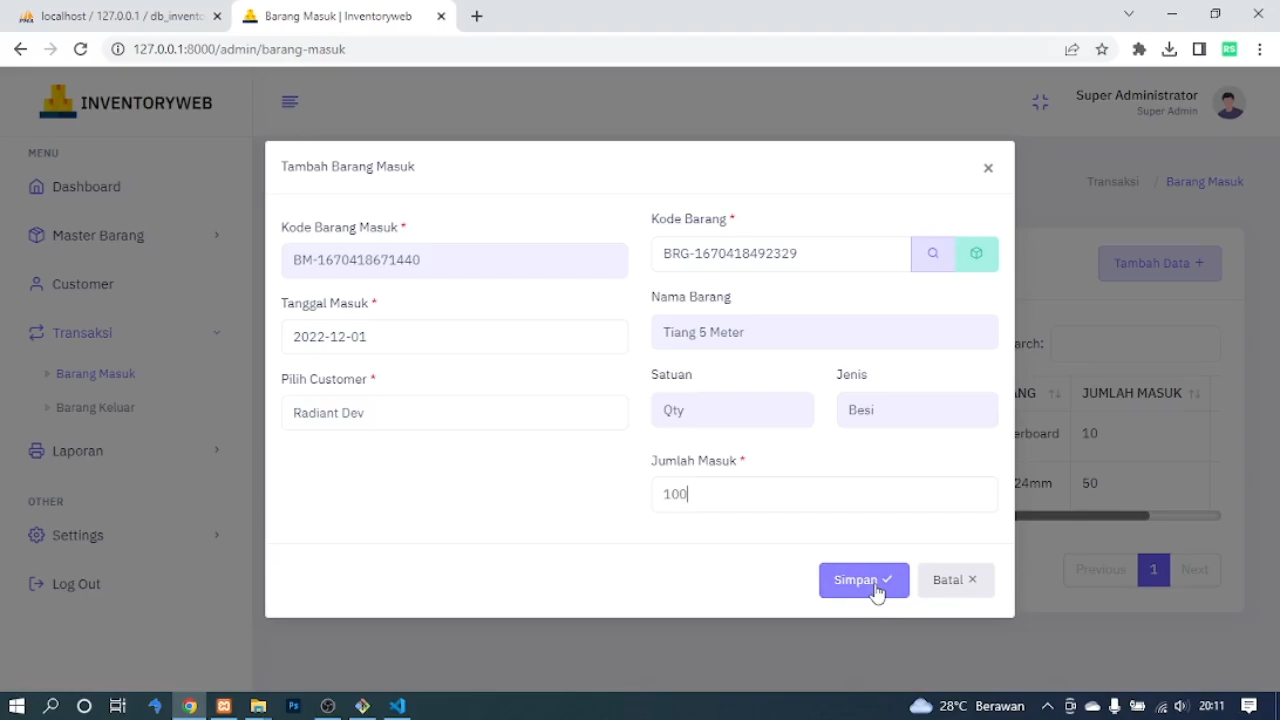 localhost / 127.0.0.1 / db_invento
Barang Masuk | Inventoryweb
127.0.0.1:8000/admin/barang-masuk
RS
INVENTORYWEB
Super Administrator
Super Admin
MENU
Dashboard
Master Barang
Customer
Transaksi
Barang Masuk
Barang Keluar
Laporan
OTHER
Settings
Log Out
Transaksi / Barang Masuk
Tambah Data +
arch:
NG JUMLAH MASUK
erboard 10
24mm 50
Previous 1 Next
Tambah Barang Masuk
Kode Barang Masuk *
BM-1670418671440
Tanggal Masuk *
2022-12-01
Pilih Customer *
Radiant Dev
Kode Barang *
BRG-1670418492329
Nama Barang
Tiang 5 Meter
Satuan
Jenis
Qty
Besi
Jumlah Masuk *
100
Simpan
Batal
Ps
28°C Berawan
20:11